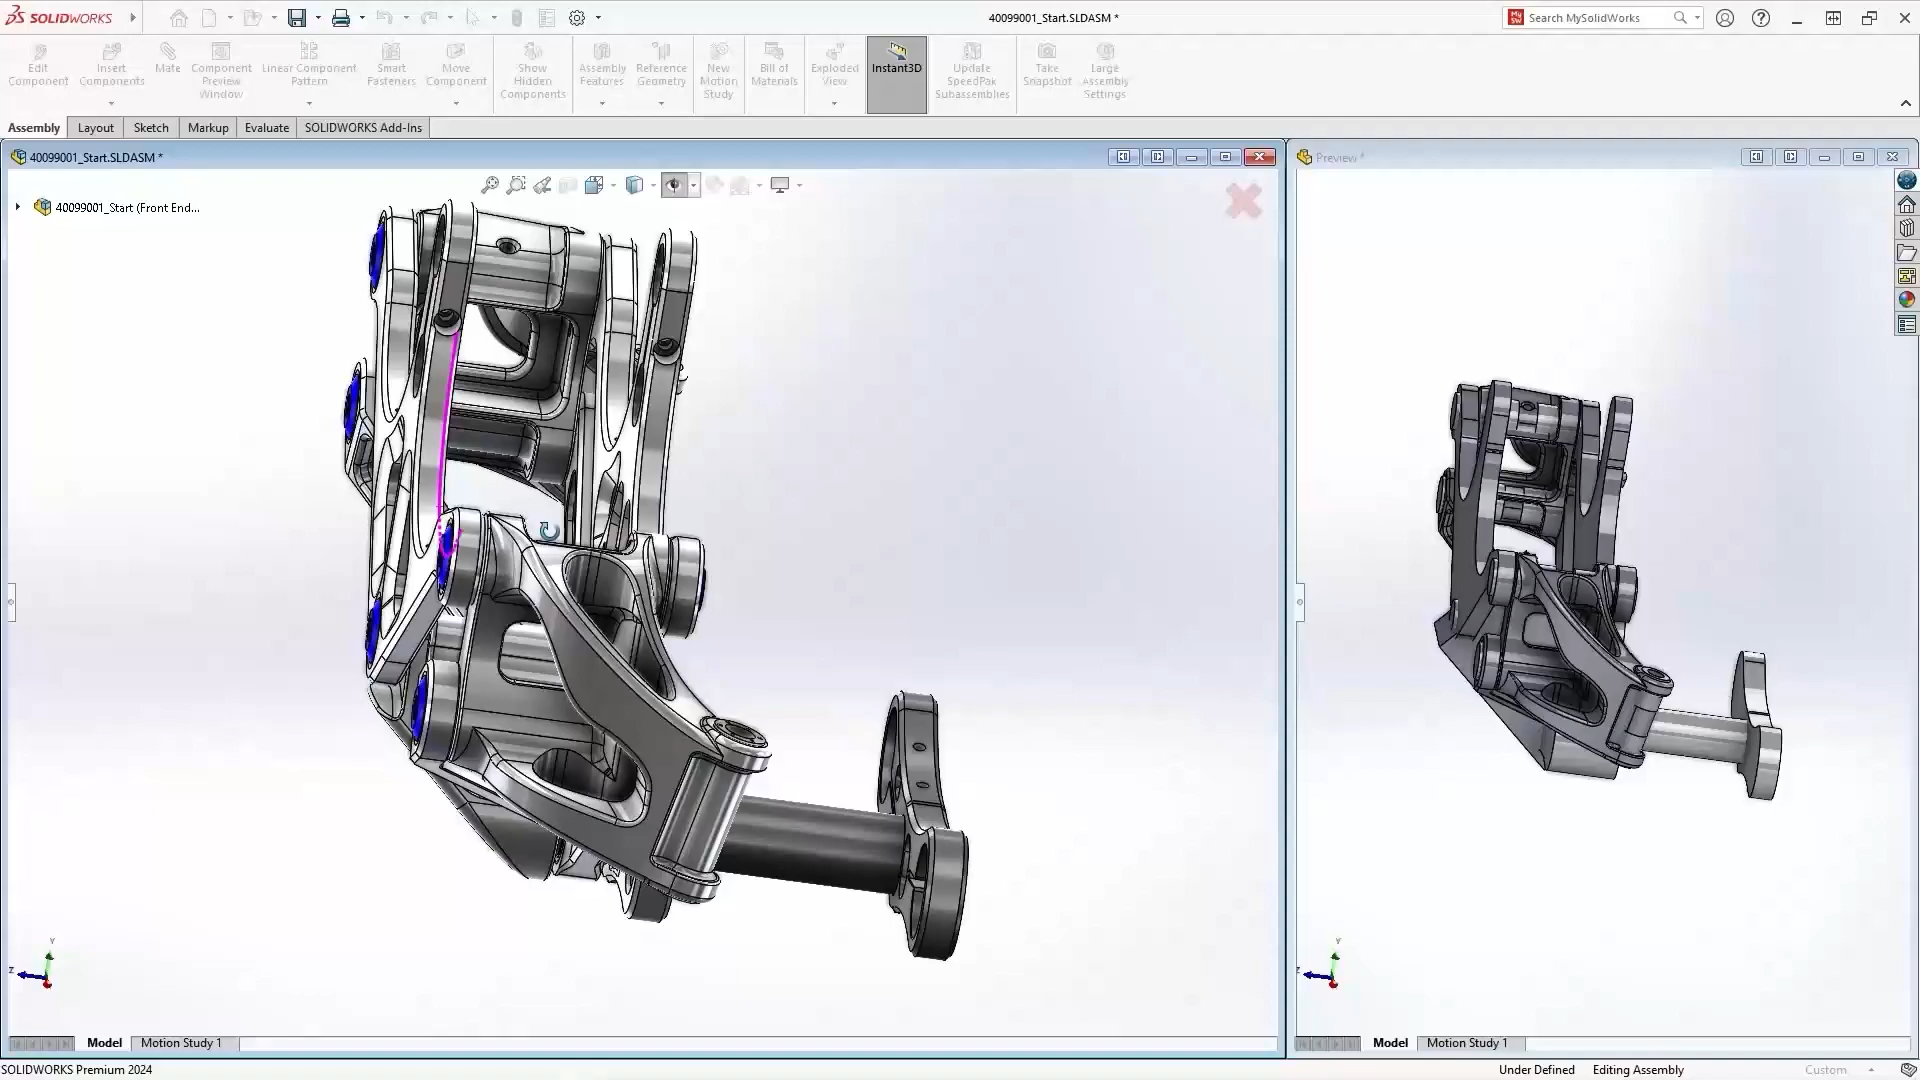 SOLIDWORKS
40099001_Start.SLDASM *
Search MySolidWorks
Edit Component
Insert Components
Mate
Component Preview Window
Linear Component Pattern
Smart Fasteners
Move Component
Show Hidden Components
Assembly Features
Reference Geometry
New Motion Study
Bill of Materials
Exploded View
Instant3D
Update SpeedPak Subassemblies
Take Snapshot
Large Assembly Settings
Assembly Layout Sketch Markup Evaluate SOLIDWORKS Add-Ins
40099001_Start.SLDASM *
Preview *
40099001_Start (Front End...
Y
Z
Y
Z
Model Motion Study 1
Model Motion Study 1
SOLIDWORKS Premium 2024
Under Defined Editing Assembly Custom